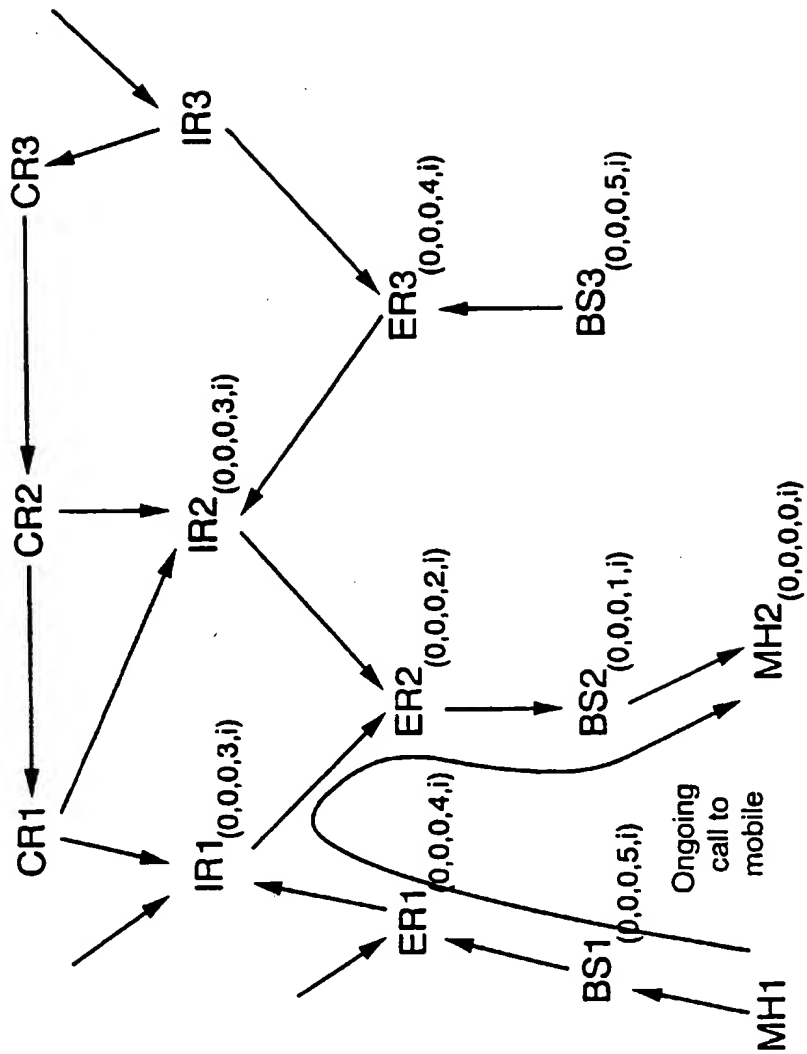 CR1
CR2
CR3
IR1(0,0,0,3,i)
IR2(0,0,0,3,i)
IR3
ER1(0,0,0,4,i)
ER2(0,0,0,2,i)
ER3(0,0,0,4,i)
BS1(0,0,0,5,i)
BS2(0,0,0,1,i)
BS3(0,0,0,5,i)
MH1
Ongoing
call to
mobile
MH2(0,0,0,0,i)